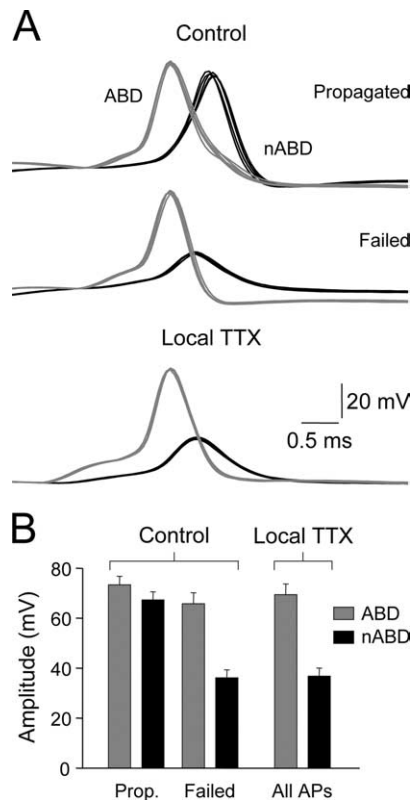 A
Control
ABD
Propagated
nABD
Failed
Local TTX
20 mV
0.5 ms
B
Control
Local TTX
80
60
40
20
0
Amplitude (mV)
ABD
nABD
Prop.
Failed
All APs